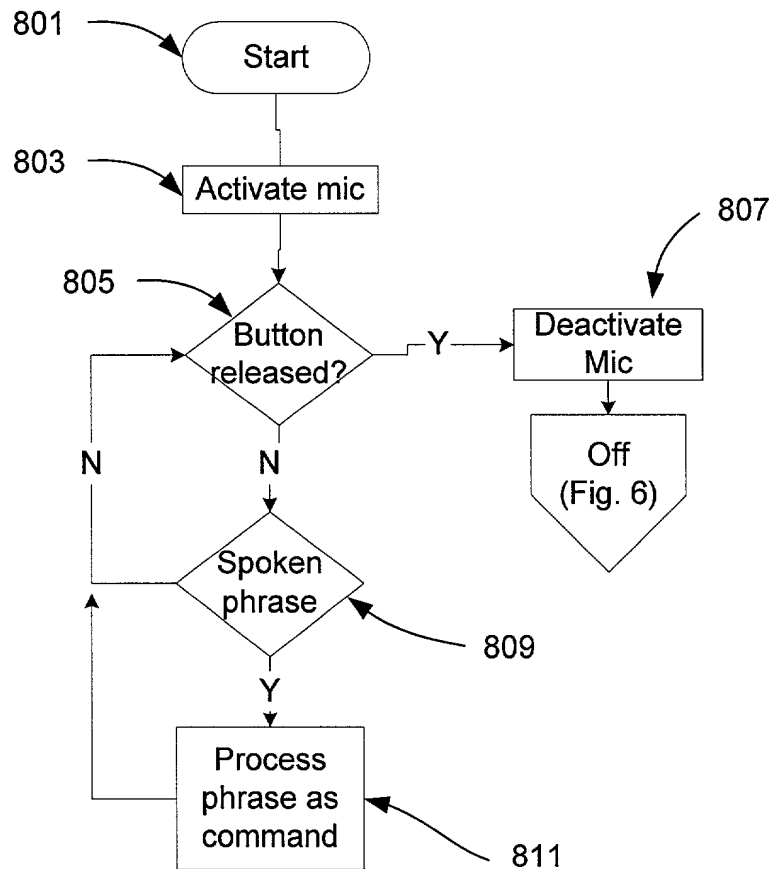 801
Start
803
Activate mic
807
805
Button
released?
Y
Deactivate
Mic
N
N
Off
(Fig. 6)
Spoken
phrase
809
Y
Process
phrase as
command
811